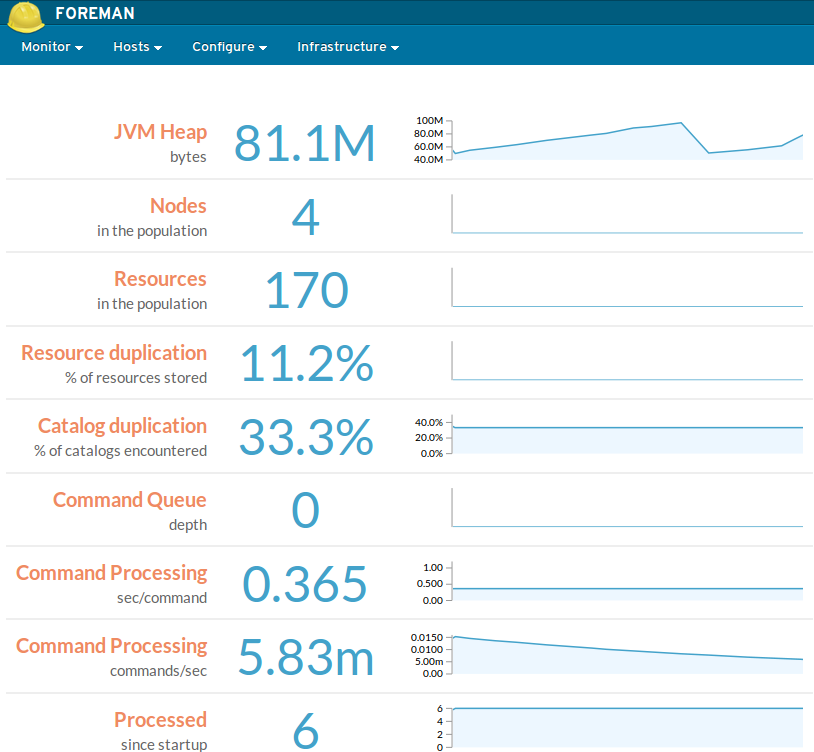 FOREMAN
Monitor Hosts Configure Infrastructure
JVM Heap
bytes
81.1M
100M
80.0M
60.0M
40.0M
Nodes
in the population
4
Resources
in the population
170
Resource duplication
% of resources stored
11.2%
Catalog duplication
% of catalogs encountered
33.3%
40.0%
20.0%
0.0%
Command Queue
depth
0
Command Processing
sec/command
0.365
1.00
0.500
0.00
Command Processing
commands/sec
5.83m
0.0150
0.0100
5.00m
0.00
Processed
since startup
6
6
4
2
0